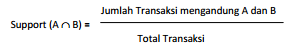 Jumlah Transaksi mengandung A dan B
Support (A ∩ B) =
Total Transaksi